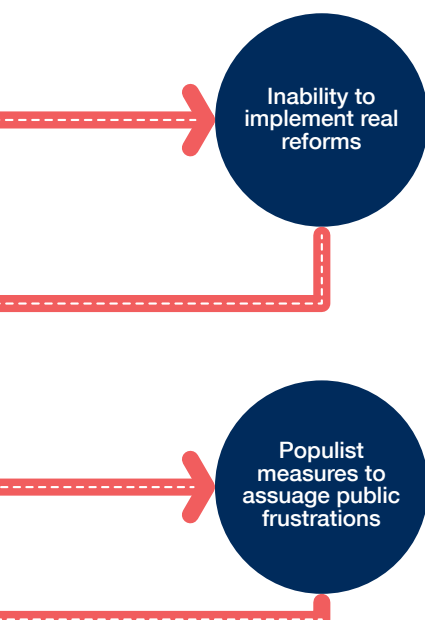 Inability to
implement real
reforms
Populist
measures to
assuage public
frustrations